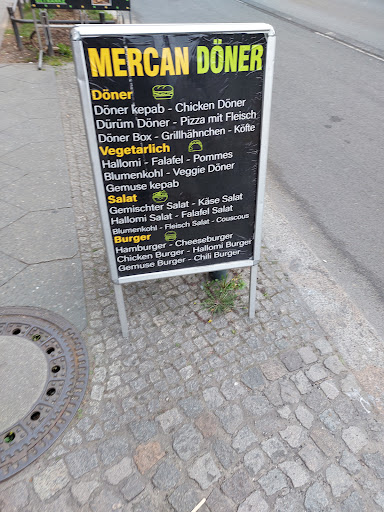 MERCAN DÖNER
Döner
Döner kepab - Chicken Döner
Dürüm Döner - Pizza mit Fleisch
Döner Box - Grillhähnchen - Köfte
Vegetarlich
Hallomi - Falafel - Pommes
Blumenkohl - Veggie Döner
Gemuse kepab
Salat
Gemischter Salat - Käse Salat
Hallomi Salat - Falafel Salat
Blumenkohl - Fleisch Salat - Couscous
Burger
Hamburger - Cheeseburger
Chicken Burger - Hallomi Burger
Gemuse Burger - Chili Burger